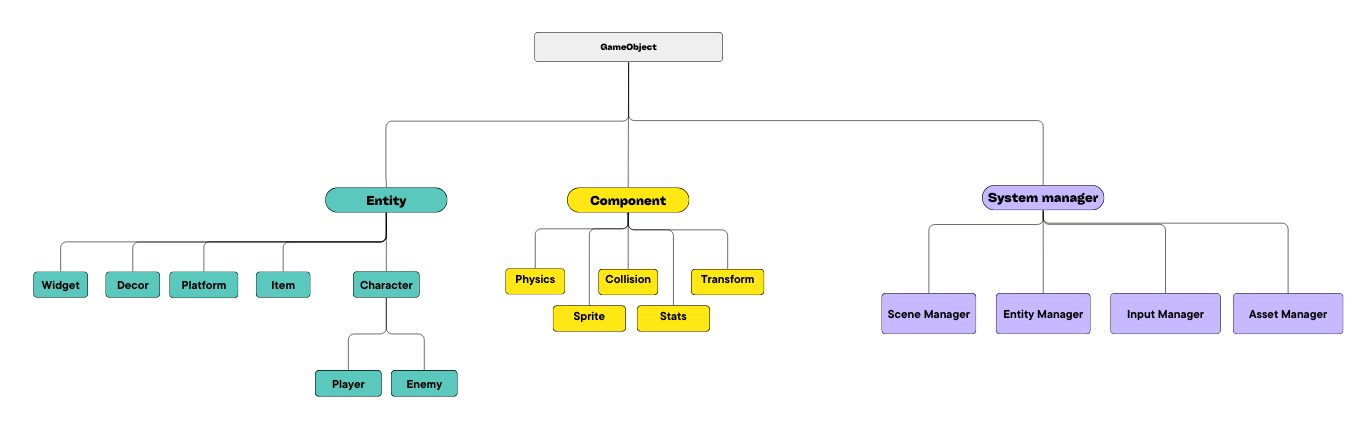 GameObject
Entity
Component
System manager
Widget
Decor
Platform
Item
Character
Physics
Collision
Transform
Sprite
Stats
Scene Manager
Entity Manager
Input Manager
Asset Manager
Player
Enemy